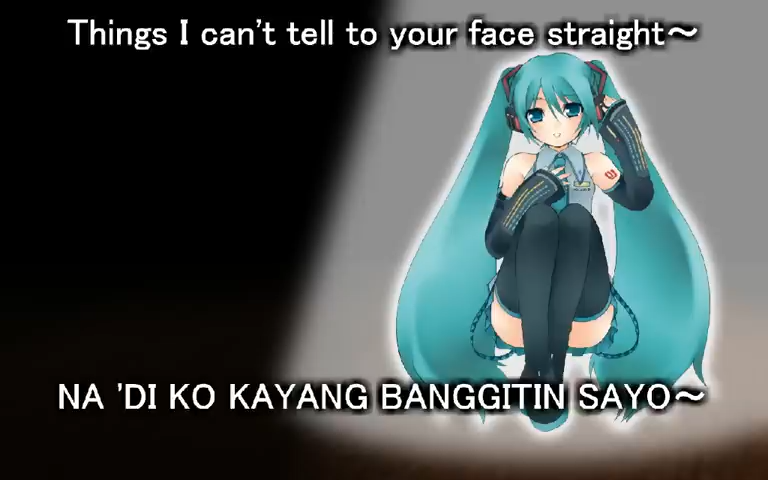 Things I can't tell to your face straight～
NA 'DI KO KAYANG BANGGITIN SAYO～